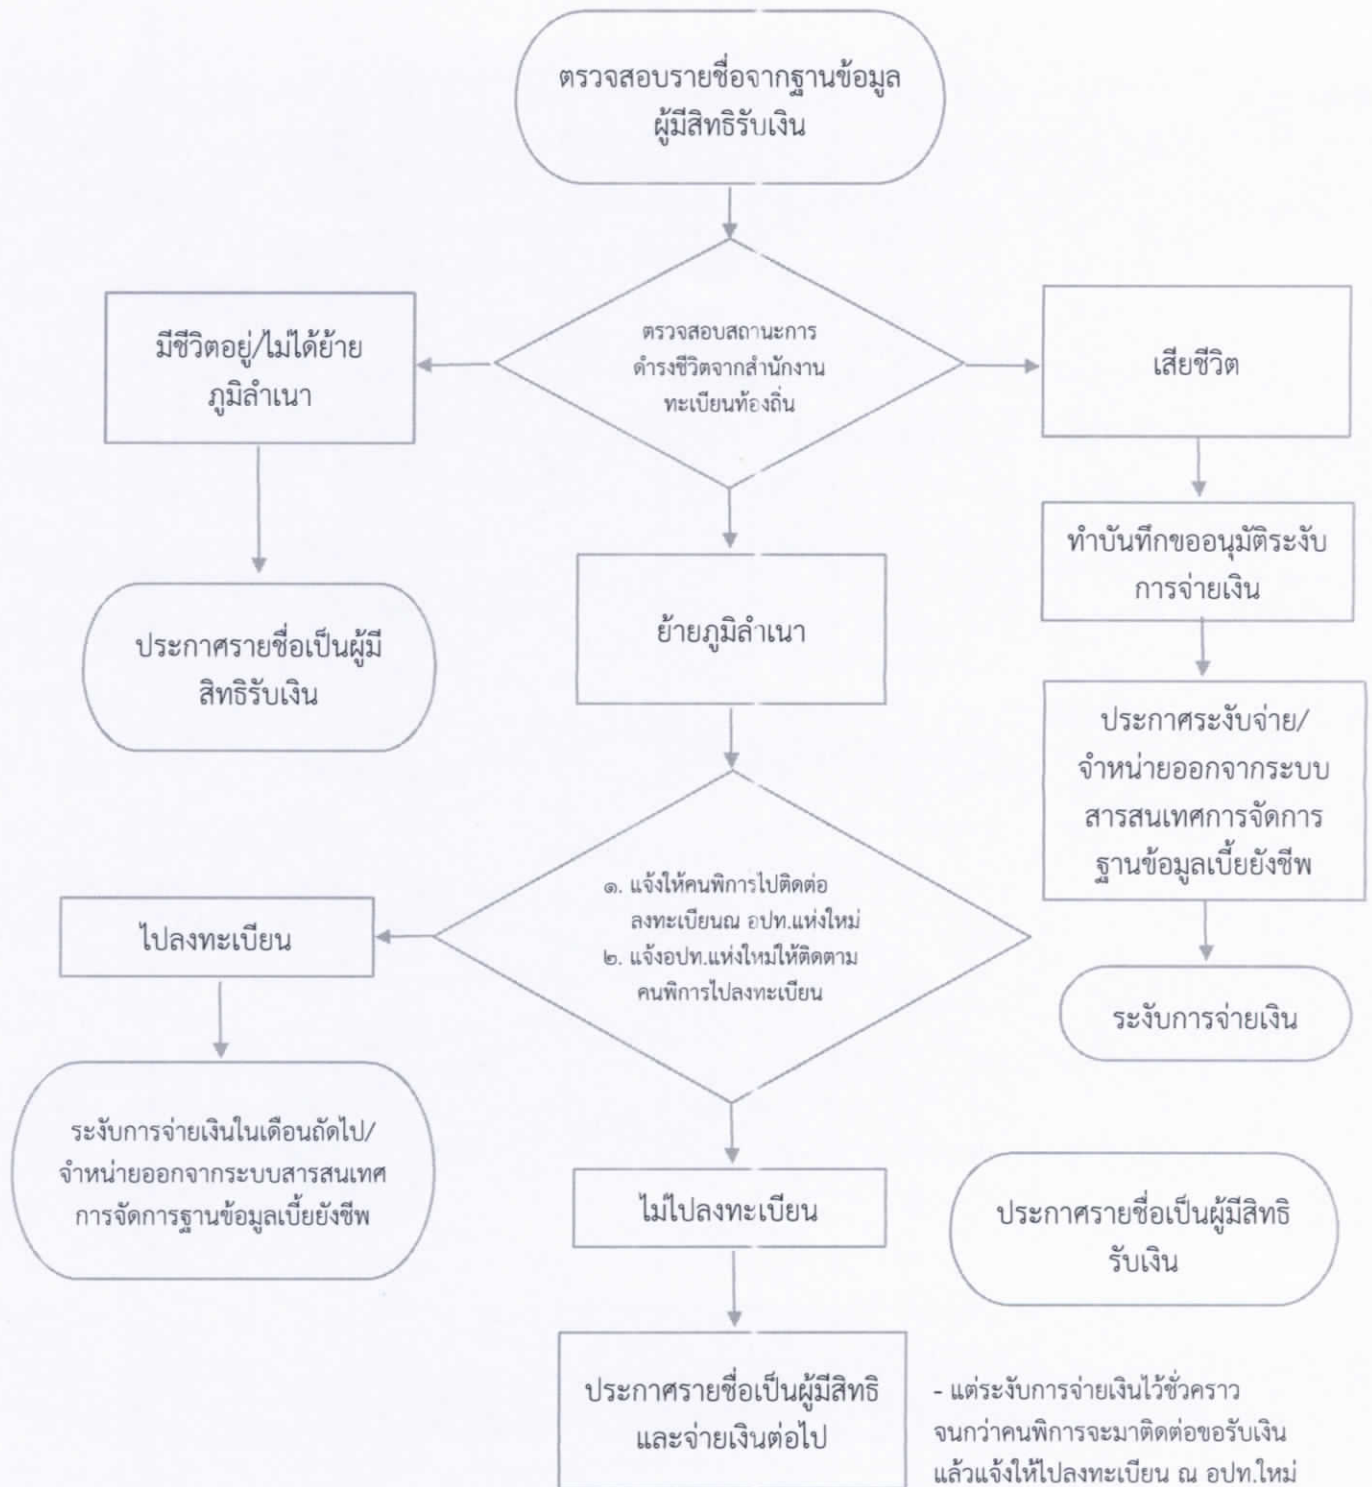 ตรวจสอบรายชื่อจากฐานข้อมูล
ผู้มีสิทธิรับเงิน
ตรวจสอบสถานะการ
ดำรงชีวิตจากสำนักงาน
ทะเบียนท้องถิ่น
มีชีวิตอยู่/ไม่ได้ย้าย
ภูมิลำเนา
เสียชีวิต
ทำบันทึกขออนุมัติระงับ
การจ่ายเงิน
ย้ายภูมิลำเนา
ประกาศรายชื่อเป็นผู้มี
สิทธิรับเงิน
ประกาศระงับจ่าย/
จำหน่ายออกจากระบบ
สารสนเทศการจัดการ
ฐานข้อมูลเบี้ยยังชีพ
๑. แจ้งให้คนพิการไปติดต่อ
ลงทะเบียนณ อปท.แห่งใหม่
๒. แจ้งอปท.แห่งใหม่ให้ติดตาม
คนพิการไปลงทะเบียน
ไปลงทะเบียน
ระงับการจ่ายเงิน
ระงับการจ่ายเงินในเดือนถัดไป/
จำหน่ายออกจากระบบสารสนเทศ
การจัดการฐานข้อมูลเบี้ยยังชีพ
ไม่ไปลงทะเบียน
ประกาศรายชื่อเป็นผู้มีสิทธิ
รับเงิน
ประกาศรายชื่อเป็นผู้มีสิทธิ
และจ่ายเงินต่อไป
- แต่ระงับการจ่ายเงินไว้ชั่วคราว
จนกว่าคนพิการจะมาติดต่อขอรับเงิน
แล้วแจ้งให้ไปลงทะเบียน ณ อปท.ใหม่